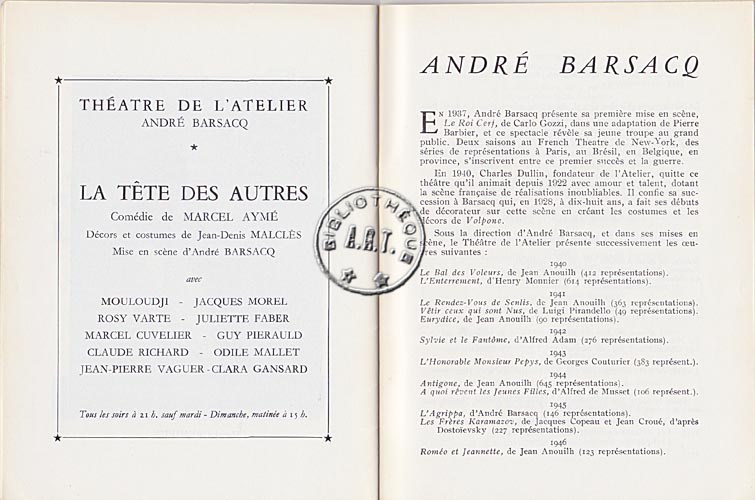 THÉATRE DE L'ATELIER
ANDRÉ BARSACQ
LA TÊTE DES AUTRES
Comédie de MARCEL AYMÉ
Décors et costumes de Jean-Denis MALCLÈS
Mise en scène d'André BARSACQ
avec
MOULOUDJI - JACQUES MOREL
ROSY VARTE - JULIETTE FABER
MARCEL CUVELIER - GUY PIERAULD
CLAUDE RICHARD - ODILE MALLET
JEAN-PIERRE VAGUER - CLARA GANSARD
Tous les soirs à 21 h. sauf mardi - Dimanche, matinée à 15 h.
BIBLIOTHÈQUE
A.R.T.
ANDRÉ BARSACQ
EN 1937, André Barsacq présente sa première mise en scène,
Le Roi Cerf, de Carlo Gozzi, dans une adaptation de Pierre
Barbier, et ce spectacle révèle sa jeune troupe au grand
public. Deux saisons au French Theatre de New-York, des
séries de représentations à Paris, au Brésil, en Belgique, en
province, s'inscrivent entre ce premier succès et la guerre.
En 1940, Charles Dullin, fondateur de l'Atelier, quitte ce
théâtre qu'il animait depuis 1922 avec amour et talent, dotant
la scène française de réalisations inoubliables. Il confie sa suc-
cession à Barsacq qui, en 1928, à dix-huit ans, a fait ses débuts
de décorateur sur cette scène en créant les costumes et les
décors de Volpone.
Sous la direction d'André Barsacq, et dans ses mises en
scène, le Théâtre de l'Atelier présente successivement les œu-
vres suivantes :
1940
Le Bal des Voleurs, de Jean Anouilh (412 représentations).
L'Enterrement, d'Henry Monnier (614 représentations).
1941
Le Rendez-Vous de Senlis, de Jean Anouilh (363 représentations).
Vêtir ceux qui sont Nus, de Luigi Pirandello (49 représentations).
Eurydice, de Jean Anouilh (90 représentations).
1942
Sylvie et le Fantôme, d'Alfred Adam (276 représentations).
1943
L'Honorable Monsieur Pepys, de Georges Couturier (383 représent.).
1944
Antigone, de Jean Anouilh (645 représentations).
A quoi rêvent les Jeunes Filles, d'Alfred de Musset (106 représent.).
1945
L'Agrippa, d'André Barsacq (146 représentations).
Les Frères Karamazov, de Jacques Copeau et Jean Croué, d'après
Dostoïevsky (227 représentations).
1946
Roméo et Jeannette, de Jean Anouilh (123 représentations).